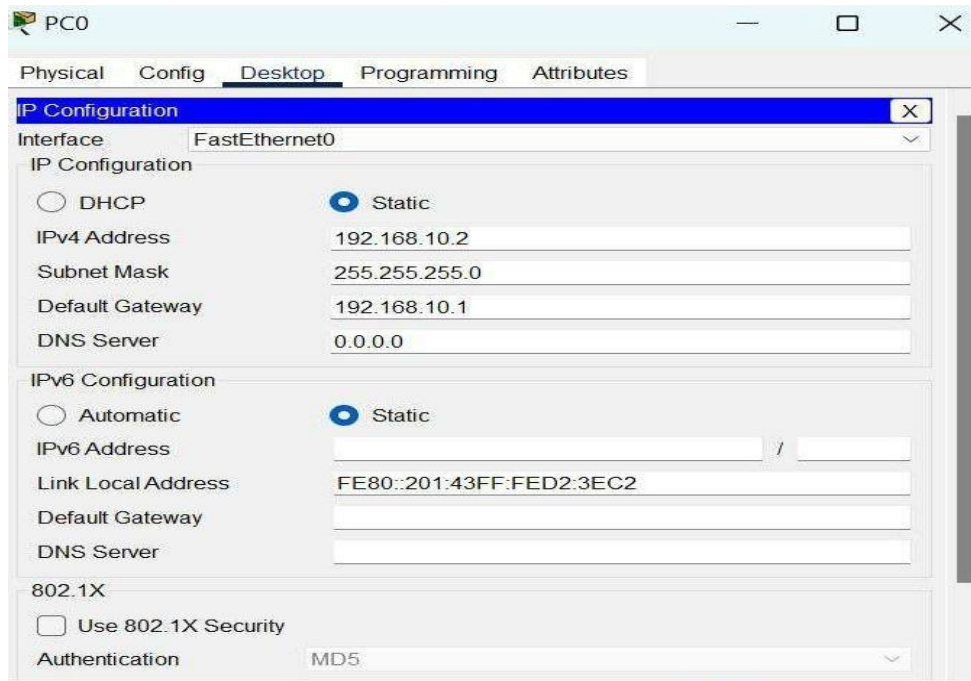 PC0
Physical Config Desktop Programming Attributes
IP Configuration X
Interface FastEthernet0
IP Configuration
DHCP Static
IPv4 Address 192.168.10.2
Subnet Mask 255.255.255.0
Default Gateway 192.168.10.1
DNS Server 0.0.0.0
IPv6 Configuration
Automatic Static
IPv6 Address /
Link Local Address FE80::201:43FF:FED2:3EC2
Default Gateway
DNS Server
802.1X
Use 802.1X Security
Authentication MD5